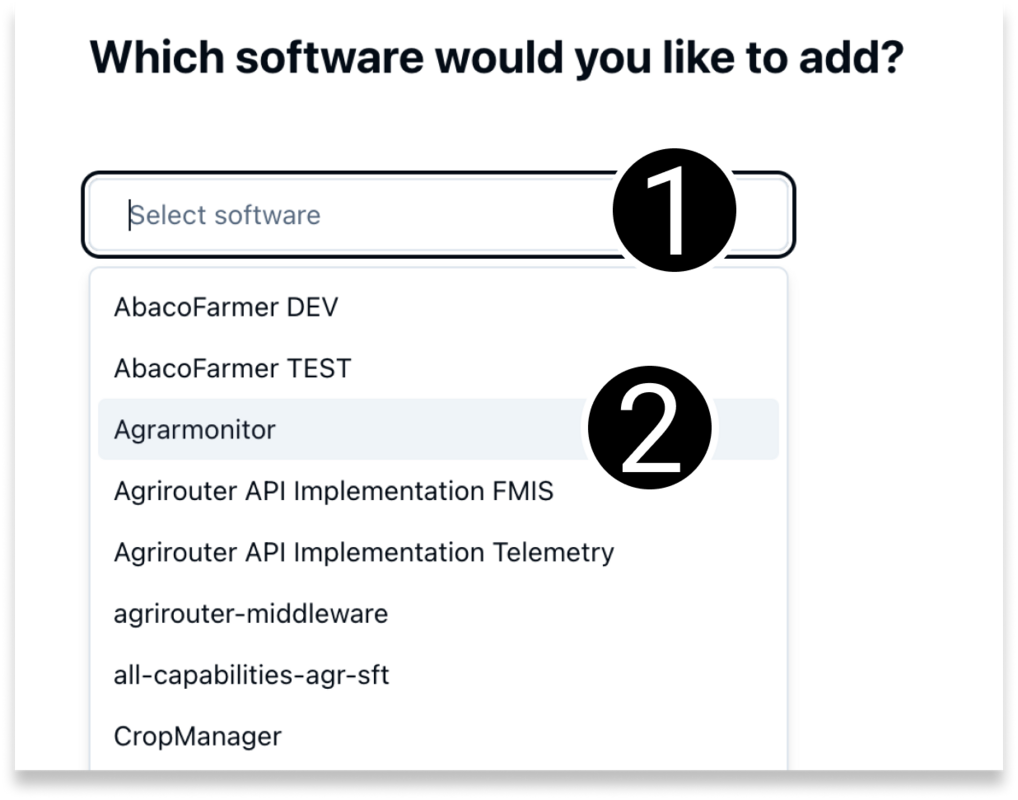 Which software would you like to add?
Select software
1
AbacoFarmer DEV
AbacoFarmer TEST
Agrarmonitor
2
Agrirouter API Implementation FMIS
Agrirouter API Implementation Telemetry
agrirouter-middleware
all-capabilities-agr-sft
CropManager